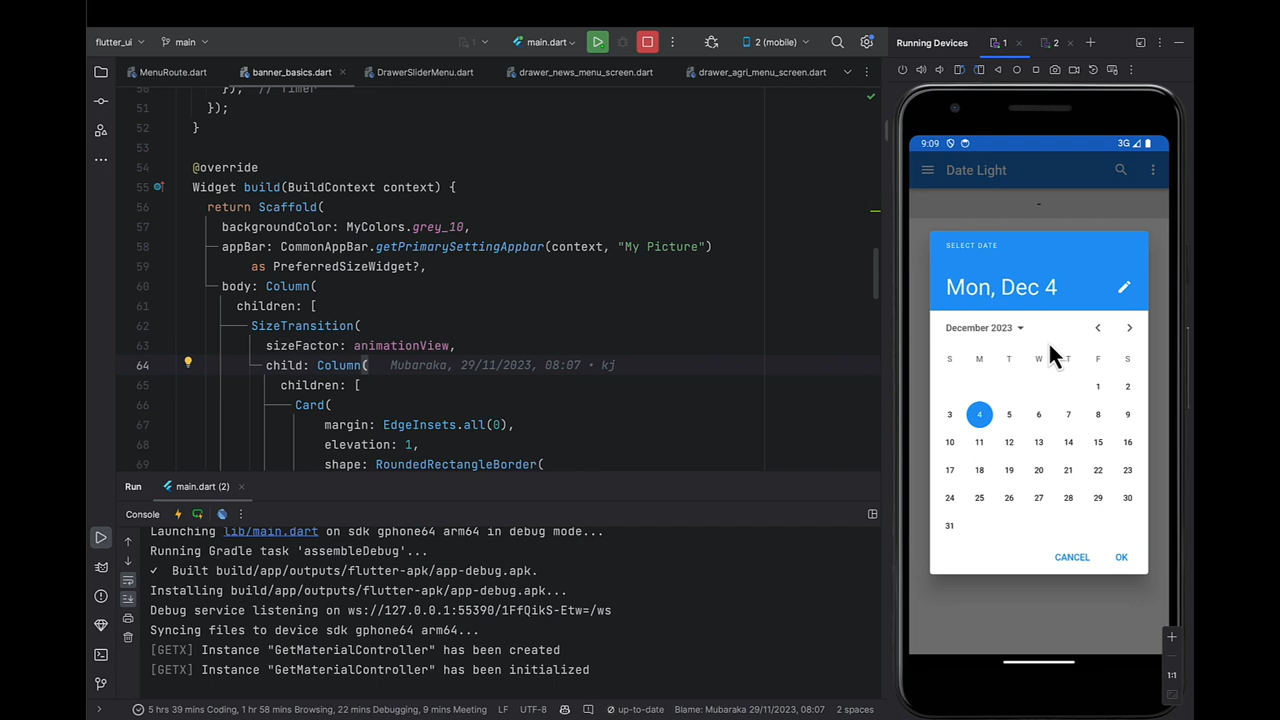 flutter_ui
main
1
main.dart
2 (mobile)
Running Devices
1
2
MenuRoute.dart
banner_basics.dart
DrawerSliderMenu.dart
drawer_news_menu_screen.dart
drawer_agri_menu_screen.dart
50 }); // Timer
51 });
52 }
53
54 @override
55 Widget build(BuildContext context) {
56 return Scaffold(
57 backgroundColor: MyColors.grey_10,
58 appBar: CommonAppBar.getPrimarySettingAppbar(context, "My Picture")
59 as PreferredSizeWidget?,
60 body: Column(
61 children: [
62 SizeTransition(
63 sizeFactor: animationView,
64 child: Column( Mubaraka, 29/11/2023, 08:07 • kj
65 children: [
66 Card(
67 margin: EdgeInsets.all(0),
68 elevation: 1,
69 shape: RoundedRectangleBorder(
Run
main.dart (2)
Console
Launching lib/main.dart on sdk gphone64 arm64 in debug mode...
Running Gradle task 'assembleDebug'...
✓ Built build/app/outputs/flutter-apk/app-debug.apk.
Installing build/app/outputs/flutter-apk/app-debug.apk...
Debug service listening on ws://127.0.0.1:55390/1FfQikS-Etw=/ws
Syncing files to device sdk gphone64 arm64...
[GETX] Instance "GetMaterialController" has been created
[GETX] Instance "GetMaterialController" has been initialized
5 hrs 39 mins Coding, 1 hr 58 mins Browsing, 22 mins Debugging, 9 mins Meeting
LF
UTF-8
up-to-date
Blame: Mubaraka 29/11/2023, 08:07
2 spaces
9:09
3G
Date Light
-
SELECT DATE
Mon, Dec 4
December 2023
S M T W T F S
1 2
3 4 5 6 7 8 9
10 11 12 13 14 15 16
17 18 19 20 21 22 23
24 25 26 27 28 29 30
31
CANCEL OK
1:1